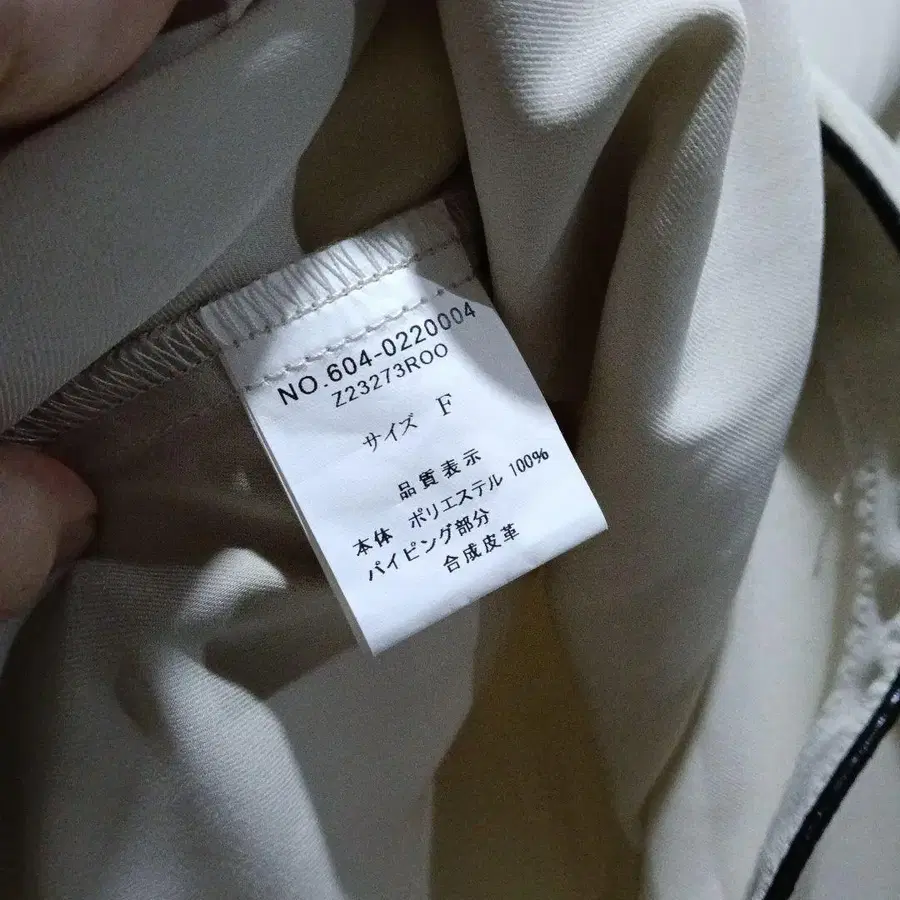 NO.604-0220004
Z23273R00
サイズ F
品質表示
本体 ポリエステル 100%
パイピング部分
合成皮革